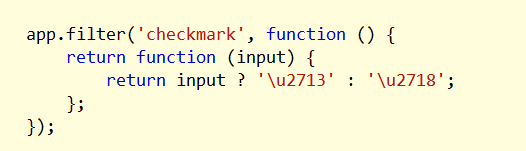 app.filter('checkmark', function () {
    return function (input) {
        return input ? '\u2713' : '\u2718';
    };
});